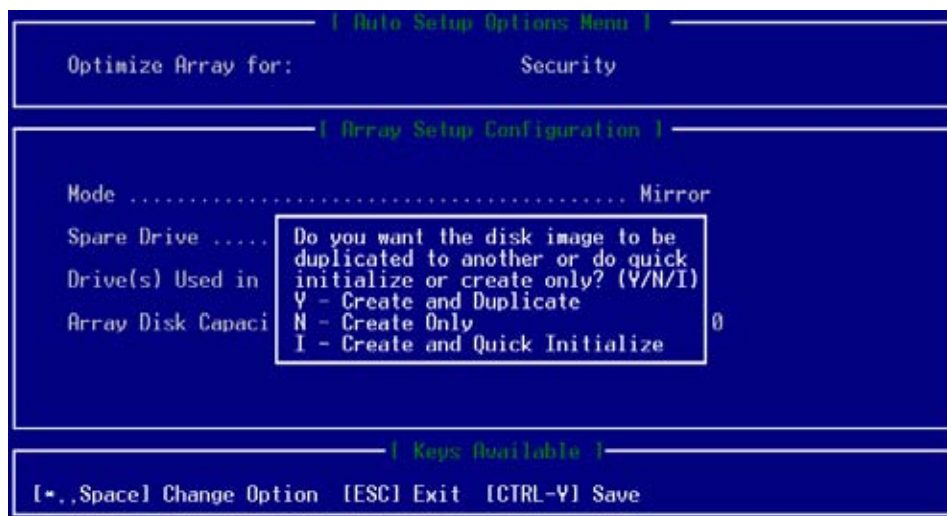 [ Auto Setup Options Menu ]
Optimize Array for: Security
[ Array Setup Configuration ]
Mode ............................................. Mirror
Spare Drive .....
Drive(s) Used in
Array Disk Capaci 0
Do you want the disk image to be
duplicated to another or do quick
initialize or create only? (Y/N/I)
Y - Create and Duplicate
N - Create Only
I - Create and Quick Initialize
[ Keys Available ]
[←,,Space] Change Option [ESC] Exit [CTRL-Y] Save